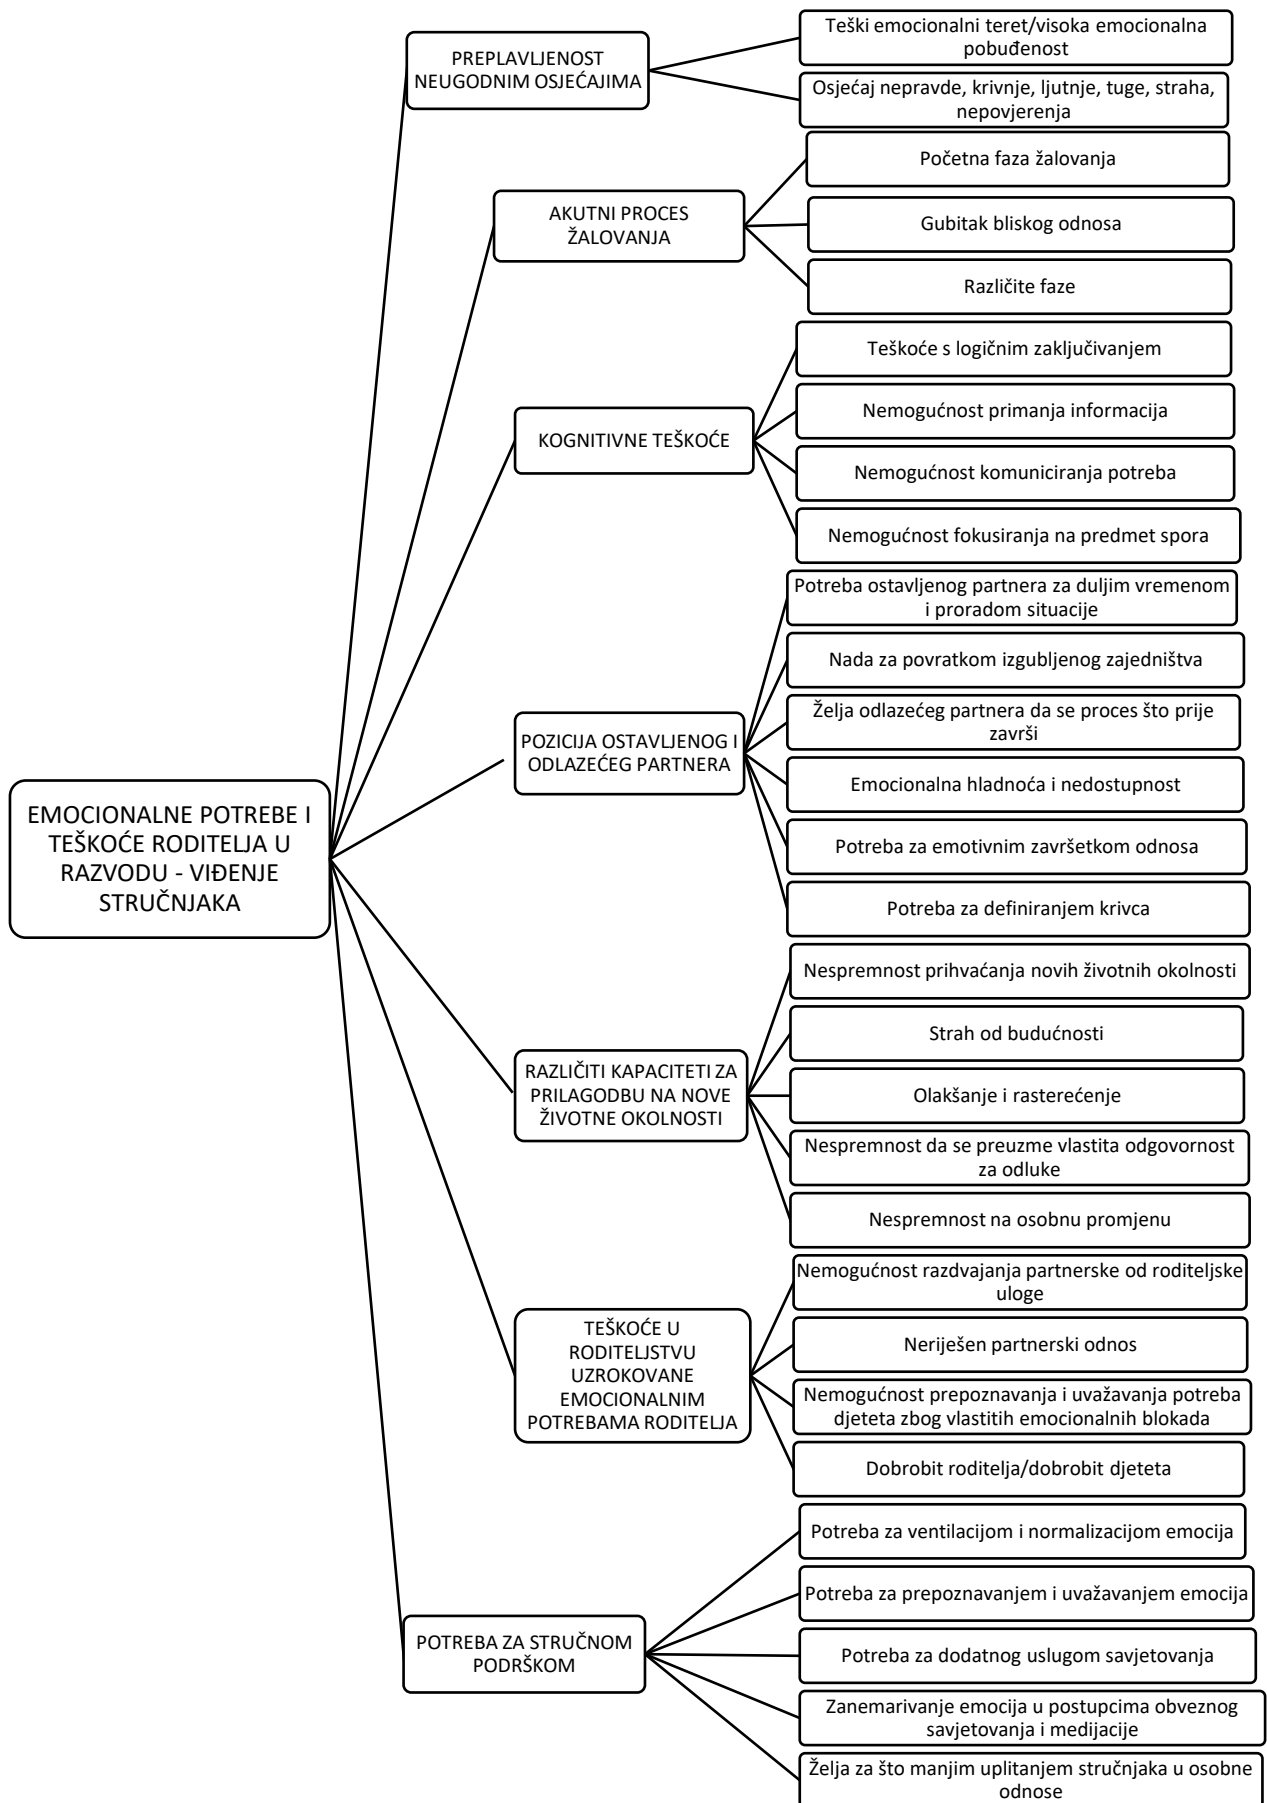 EMOCIONALNE POTREBE I
TEŠKOĆE RODITELJA U
RAZVODU - VIĐENJE
STRUČNJAKA
PREPLAVLJENOST
NEUGODNIM OSJEĆAJIMA
Teški emocionalni teret/visoka emocionalna
pobuđenost
Osjećaj nepravde, krivnje, ljutnje, tuge, straha,
nepovjerenja
AKUTNI PROCES
ŽALOVANJA
Početna faza žalovanja
Gubitak bliskog odnosa
Različite faze
KOGNITIVNE TEŠKOĆE
Teškoće s logičnim zaključivanjem
Nemogućnost primanja informacija
Nemogućnost komuniciranja potreba
Nemogućnost fokusiranja na predmet spora
POZICIJA OSTAVLJENOG I
ODLAZEĆEG PARTNERA
Potreba ostavljenog partnera za duljim vremenom
i proradom situacije
Nada za povratkom izgubljenog zajedništva
Želja odlazećeg partnera da se proces što prije
završi
Emocionalna hladnoća i nedostupnost
Potreba za emotivnim završetkom odnosa
Potreba za definiranjem krivca
RAZLIČITI KAPACITETI ZA
PRILAGODBU NA NOVE
ŽIVOTNE OKOLNOSTI
Nespremnost prihvaćanja novih životnih okolnosti
Strah od budućnosti
Olakšanje i rasterećenje
Nespremnost da se preuzme vlastita odgovornost
za odluke
Nespremnost na osobnu promjenu
TEŠKOĆE U
RODITELJSTVU
UZROKOVANE
EMOCIONALNIM
POTREBAMA RODITELJA
Nemogućnost razdvajanja partnerske od roditeljske
uloge
Neriješen partnerski odnos
Nemogućnost prepoznavanja i uvažavanja potreba
djeteta zbog vlastitih emocionalnih blokada
Dobrobit roditelja/dobrobit djeteta
POTREBA ZA STRUČNOM
PODRŠKOM
Potreba za ventilacijom i normalizacijom emocija
Potreba za prepoznavanjem i uvažavanjem emocija
Potreba za dodatnog uslugom savjetovanja
Zanemarivanje emocija u postupcima obveznog
savjetovanja i medijacije
Želja za što manjim uplitanjem stručnjaka u osobne
odnose